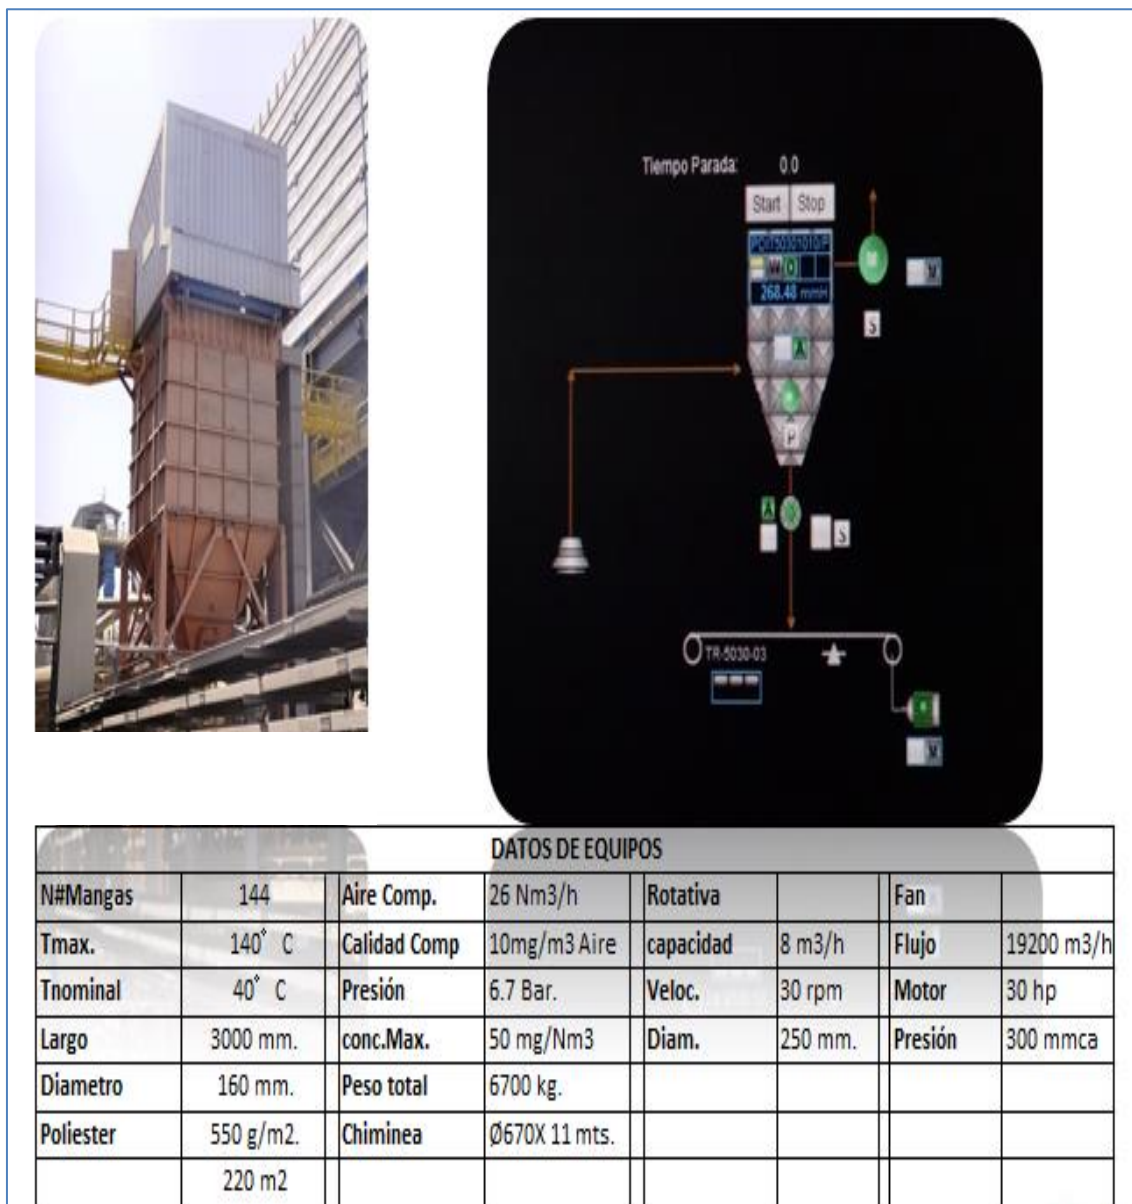 Tiempo Parada: 0.0
Start Stop
W O
268.48 mmH
M
M
S
A
P
A
S
TR-5030-03
M
DATOS DE EQUIPOS
N#Mangas 144 Aire Comp. 26 Nm3/h Rotativa Fan
Tmax. 140° C Calidad Comp 10mg/m3 Aire capacidad 8 m3/h Flujo 19200 m3/h
Tnominal 40° C Presión 6.7 Bar. Veloc. 30 rpm Motor 30 hp
Largo 3000 mm. conc.Max. 50 mg/Nm3 Diam. 250 mm. Presión 300 mmca
Diametro 160 mm. Peso total 6700 kg.
Poliester 550 g/m2. Chiminea Ø670X 11 mts.
220 m2